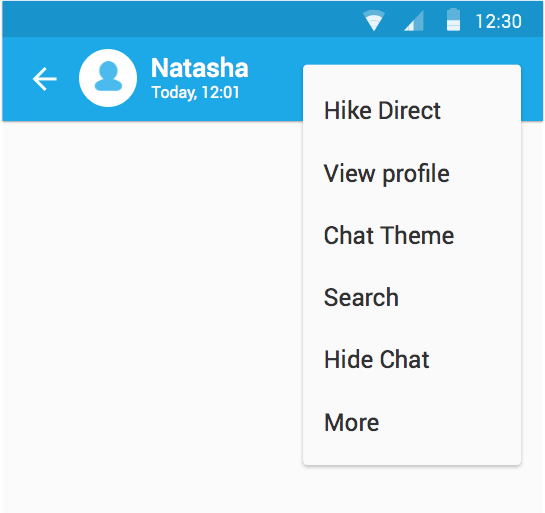 12:30
Natasha
Today, 12:01
Hike Direct
View profile
Chat Theme
Search
Hide Chat
More